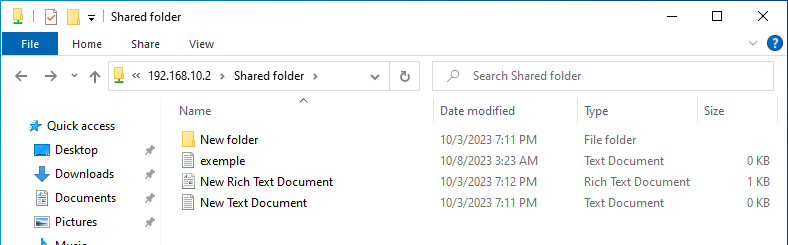 Shared folder
File Home Share View
192.168.10.2 Shared folder Search Shared folder
Name Date modified Type Size
Quick access
Desktop
Downloads
Documents
Pictures
Music
New folder 10/3/2023 7:11 PM File folder
exemple 10/8/2023 3:23 AM Text Document 0 KB
New Rich Text Document 10/3/2023 7:12 PM Rich Text Document 1 KB
New Text Document 10/3/2023 7:11 PM Text Document 0 KB